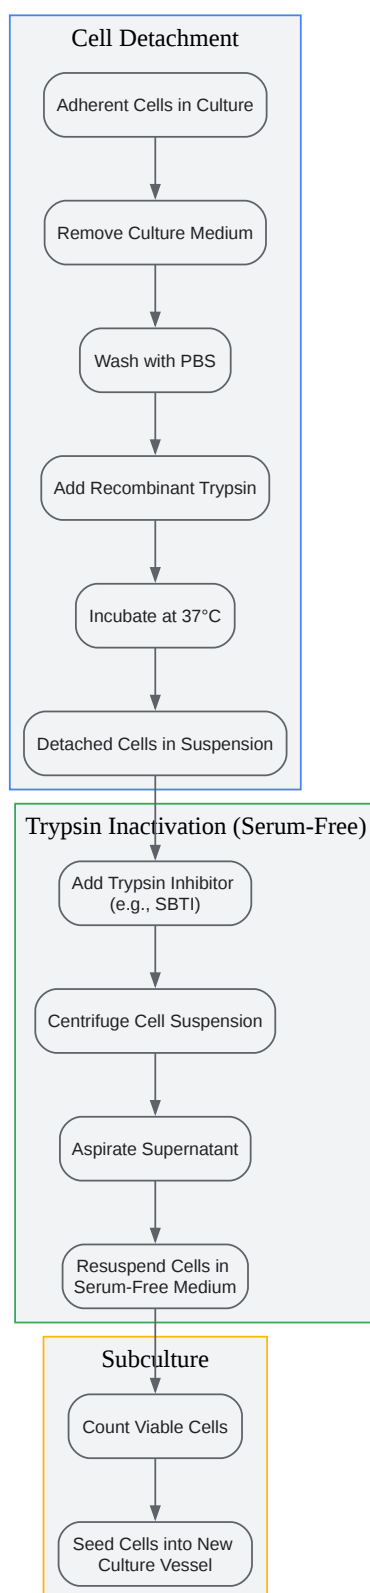 Cell Detachment
Adherent Cells in Culture
Remove Culture Medium
Wash with PBS
Add Recombinant Trypsin
Incubate at 37°C
Detached Cells in Suspension
Trypsin Inactivation (Serum-Free)
Add Trypsin Inhibitor
(e.g., SBTI)
Centrifuge Cell Suspension
Aspirate Supernatant
Resuspend Cells in
Serum-Free Medium
Subculture
Count Viable Cells
Seed Cells into New
Culture Vessel